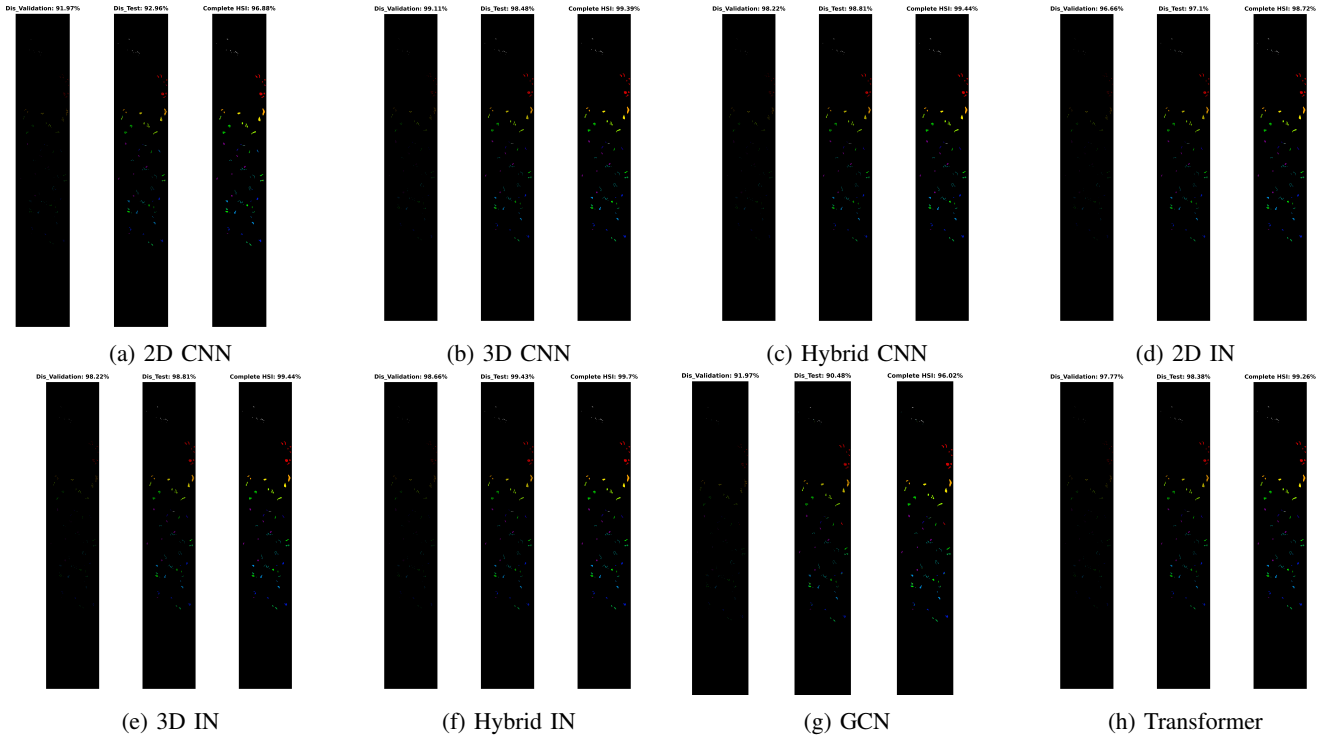 Dis_Validation: 91.97% Dis_Test: 92.96% Complete HSI: 96.88%
(a) 2D CNN
Dis_Validation: 99.11% Dis_Test: 98.48% Complete HSI: 99.39%
(b) 3D CNN
Dis_Validation: 98.22% Dis_Test: 98.81% Complete HSI: 99.44%
(c) Hybrid CNN
Dis_Validation: 96.66% Dis_Test: 97.1% Complete HSI: 98.72%
(d) 2D IN
Dis_Validation: 98.22% Dis_Test: 98.81% Complete HSI: 99.44%
(e) 3D IN
Dis_Validation: 98.66% Dis_Test: 99.43% Complete HSI: 99.7%
(f) Hybrid IN
Dis_Validation: 91.97% Dis_Test: 90.48% Complete HSI: 96.02%
(g) GCN
Dis_Validation: 97.77% Dis_Test: 98.38% Complete HSI: 99.26%
(h) Transformer